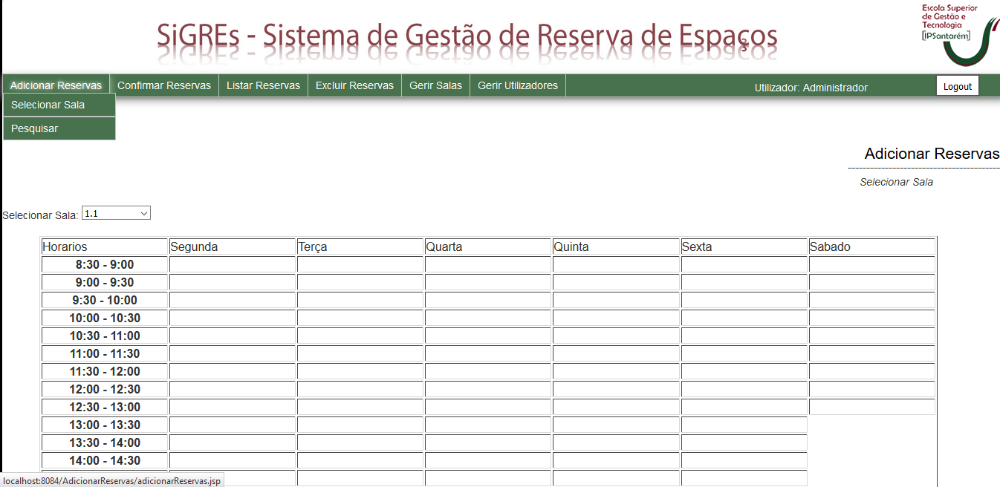 SiGREs - Sistema de Gestão de Reserva de Espaços
Escola Superior
de Gestão e
Tecnologia
[IPSantarém]
Adicionar Reservas Confirmar Reservas Listar Reservas Excluir Reservas Gerir Salas Gerir Utilizadores Utilizador: Administrador Logout
Selecionar Sala
Pesquisar
Adicionar Reservas
Selecionar Sala
Selecionar Sala: 1.1
Horarios Segunda Terça Quarta Quinta Sexta Sabado
8:30 - 9:00
9:00 - 9:30
9:30 - 10:00
10:00 - 10:30
10:30 - 11:00
11:00 - 11:30
11:30 - 12:00
12:00 - 12:30
12:30 - 13:00
13:00 - 13:30
13:30 - 14:00
14:00 - 14:30
localhost:8084/AdicionarReservas/adicionarReservas.jsp